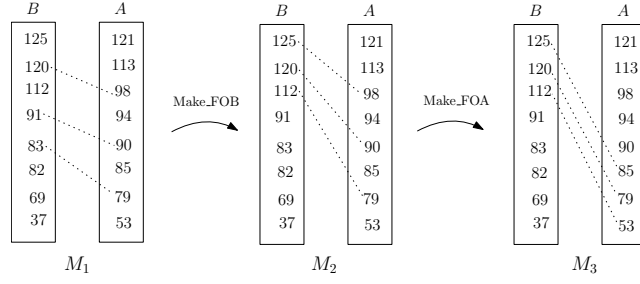 B A B A B A
125 121 125 121 125 121
120 113 120 113 120 113
112 98 112 98 112 98
91 94 91 94 91 94
83 90 83 90 83 90
82 85 82 85 82 85
69 79 69 79 69 79
37 53 37 53 37 53
Make_FOB Make_FOA
M1 M2 M3